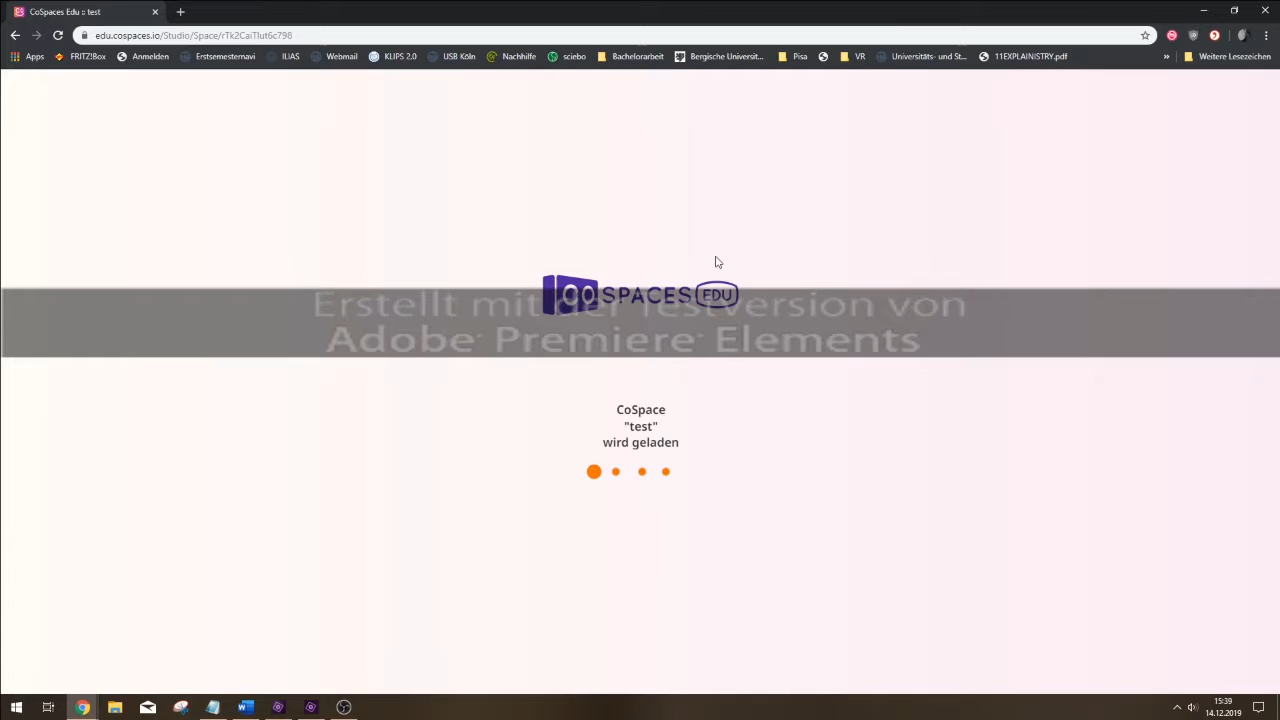 CoSpaces Edu :: test
edu.cospaces.io/Studio/Space/rTk2CaiTIut6c798
Apps FRITZ!Box Anmelden Erstsemesternavi ILIAS Webmail KLIPS 2.0 USB Köln Nachhilfe sciebo Bachelorarbeit Bergische Universit... Pisa VR Universitäts- und St... 11EXPLAINISTRY.pdf » Weitere Lesezeichen
COSPACES EDU
Erstellt mit der Testversion von
Adobe Premiere Elements
CoSpace
"test"
wird geladen
15:39
14.12.2019